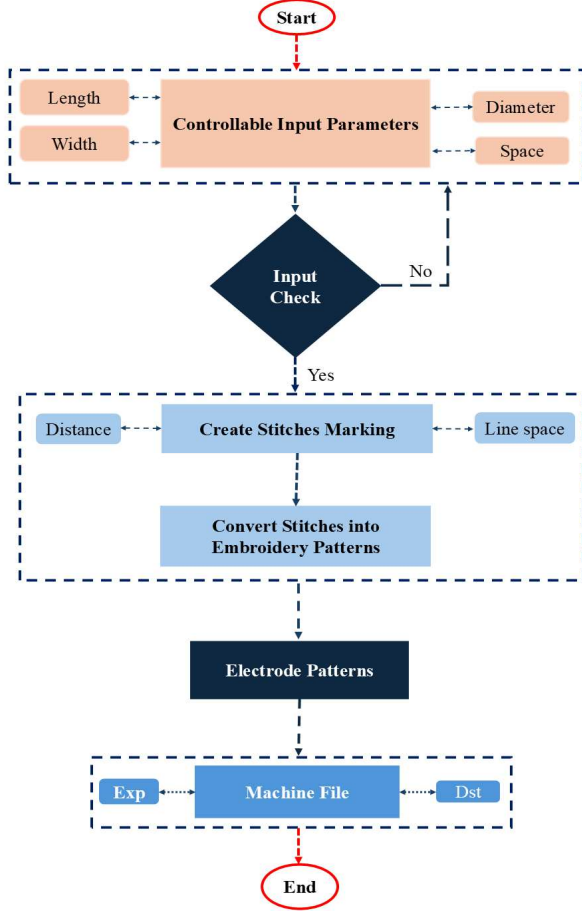 Start
Length
Controllable Input Parameters
Diameter
Width
Space
Input
Check
No
Yes
Distance
Create Stitches Marking
Line space
Convert Stitches into
Embroidery Patterns
Electrode Patterns
Exp
Machine File
Dst
End